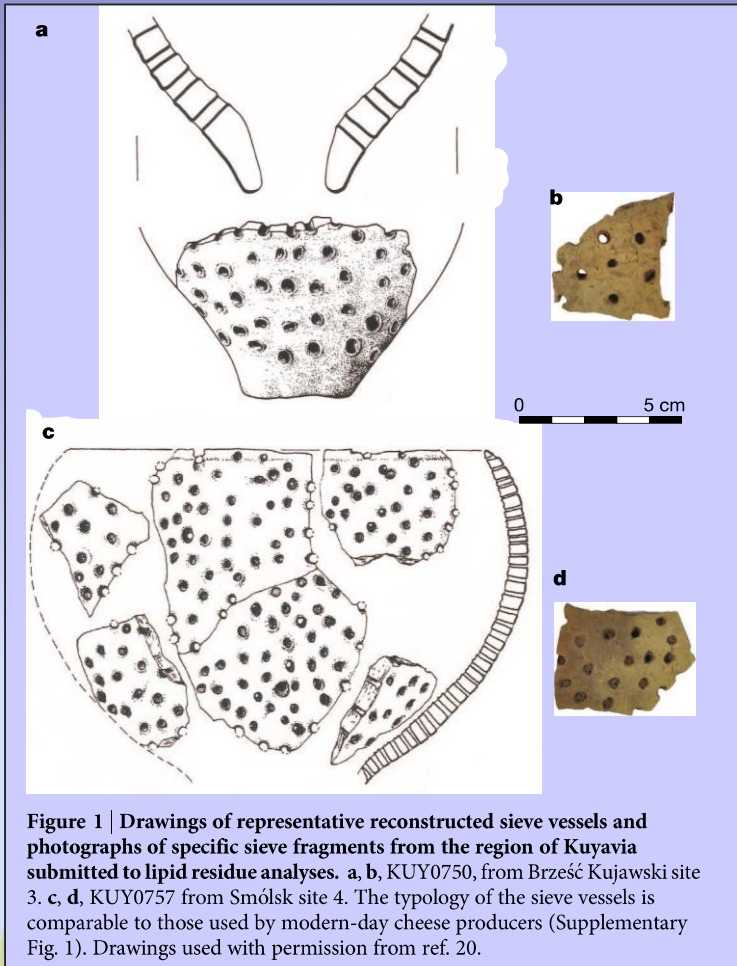 a
b
0 5 cm
c
d
Figure 1 | Drawings of representative reconstructed sieve vessels and
photographs of specific sieve fragments from the region of Kuyavia
submitted to lipid residue analyses. a, b, KUY0750, from Brześć Kujawski site
3. c, d, KUY0757 from Smólsk site 4. The typology of the sieve vessels is
comparable to those used by modern-day cheese producers (Supplementary
Fig. 1). Drawings used with permission from ref. 20.